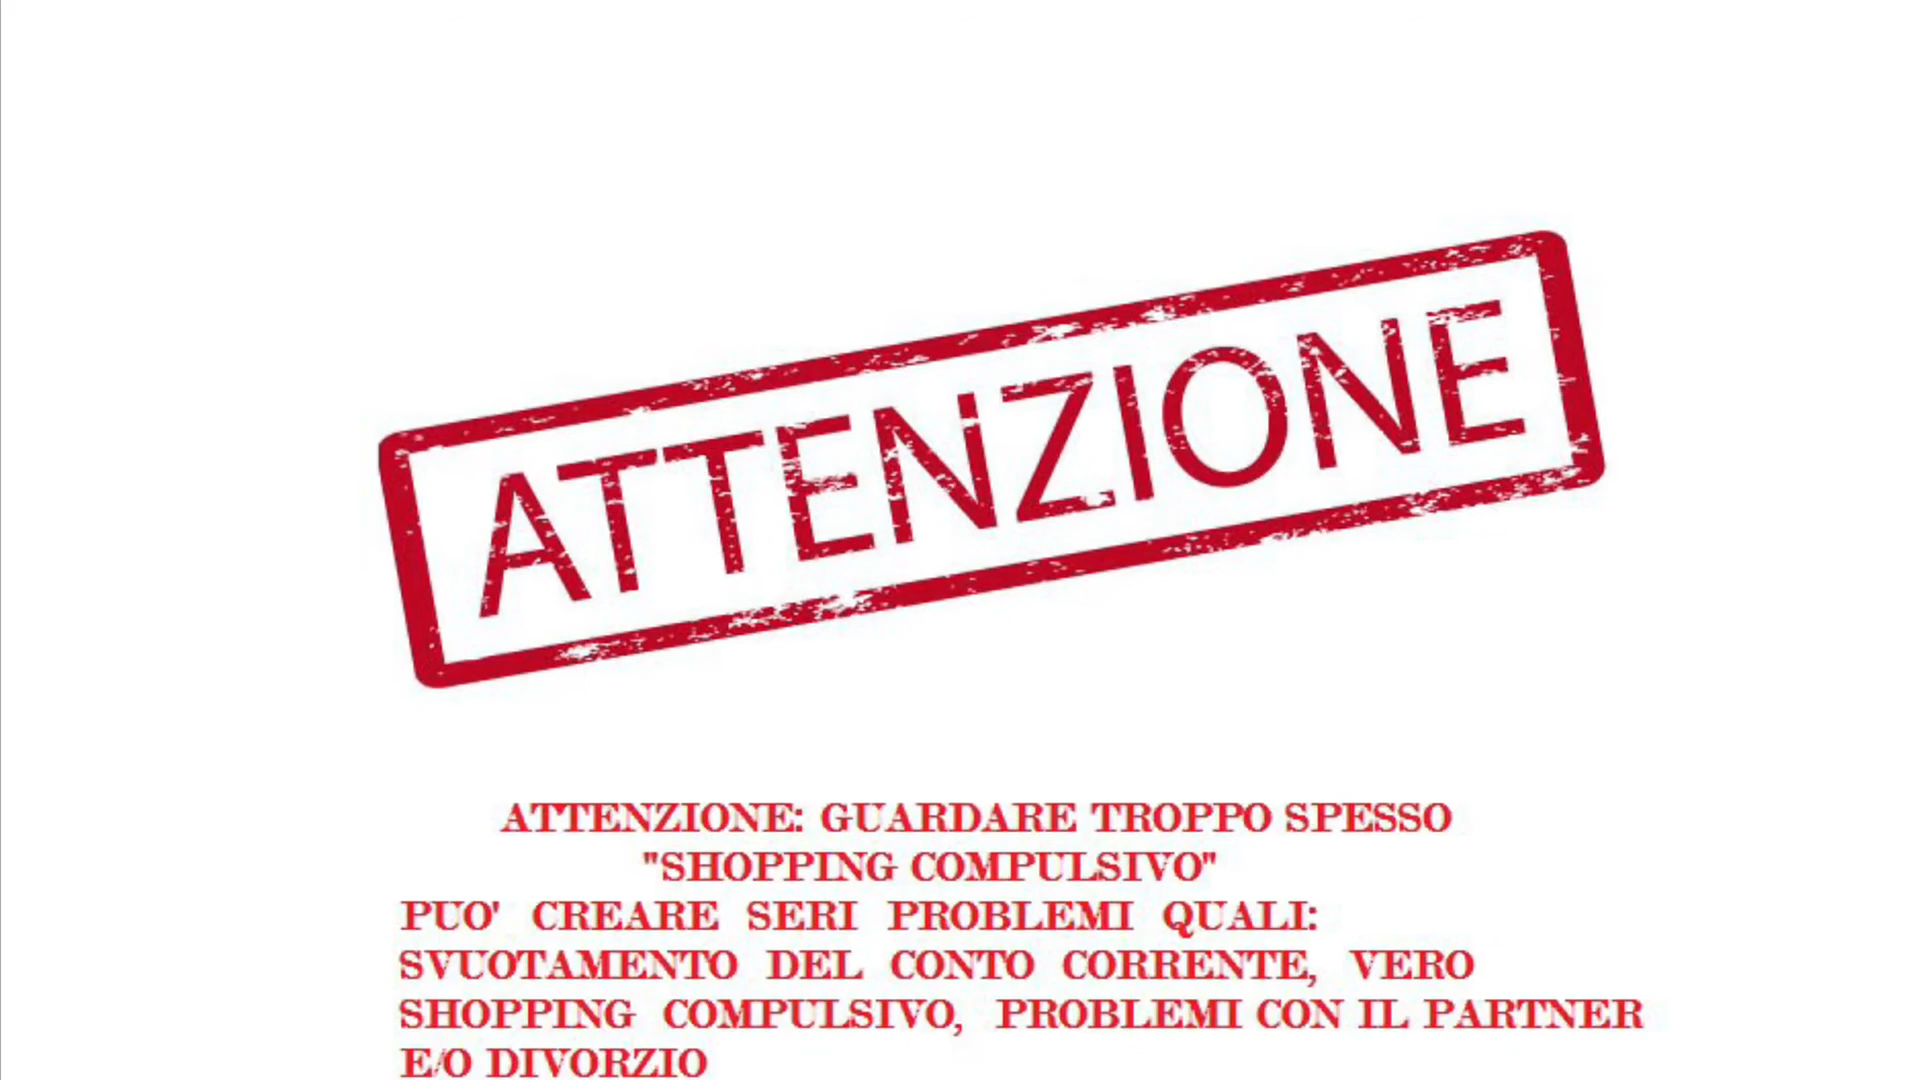 ATTENZIONE
ATTENZIONE: GUARDARE TROPPO SPESSO
"SHOPPING COMPULSIVO"
PUO' CREARE SERI PROBLEMI QUALI:
SVUOTAMENTO DEL CONTO CORRENTE, VERO
SHOPPING COMPULSIVO, PROBLEMI CON IL PARTNER
E/O DIVORZIO